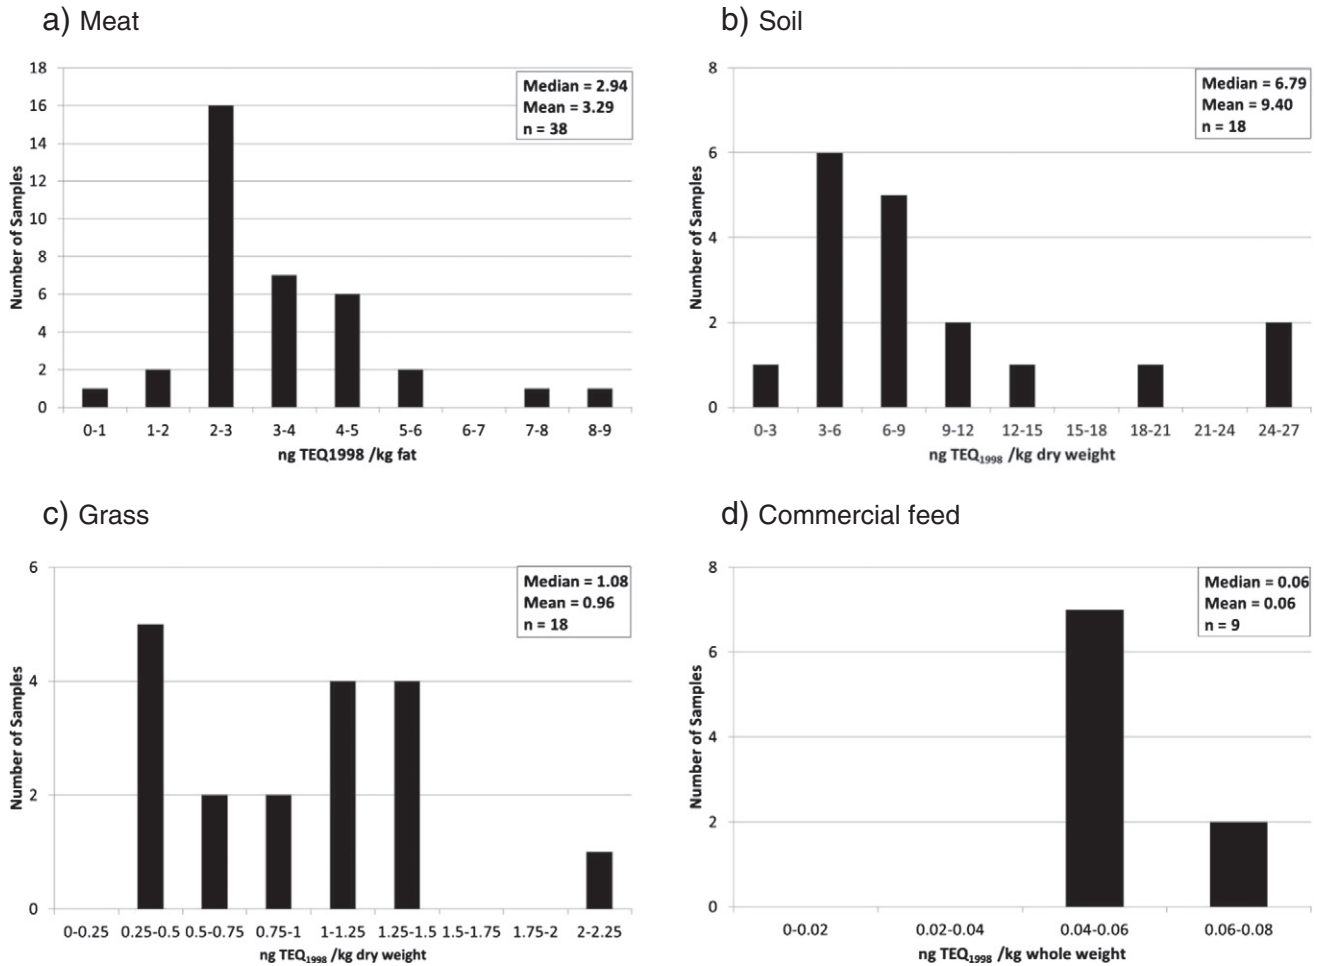 a) Meat
18
16
14
12
10
8
6
4
2
0
Number of Samples
Median = 2.94
Mean = 3.29
n = 38
0-1 1-2 2-3 3-4 4-5 5-6 6-7 7-8 8-9
ng TEQ1998 /kg fat
b) Soil
8
6
4
2
0
Number of Samples
Median = 6.79
Mean = 9.40
n = 18
0-3 3-6 6-9 9-12 12-15 15-18 18-21 21-24 24-27
ng TEQ₁₉₉₈ /kg dry weight
c) Grass
6
4
2
0
Number of Samples
Median = 1.08
Mean = 0.96
n = 18
0-0.25 0.25-0.5 0.5-0.75 0.75-1 1-1.25 1.25-1.5 1.5-1.75 1.75-2 2-2.25
ng TEQ₁₉₉₈ /kg dry weight
d) Commercial feed
8
6
4
2
0
Number of Samples
Median = 0.06
Mean = 0.06
n = 9
0-0.02 0.02-0.04 0.04-0.06 0.06-0.08
ng TEQ₁₉₉₈ /kg whole weight